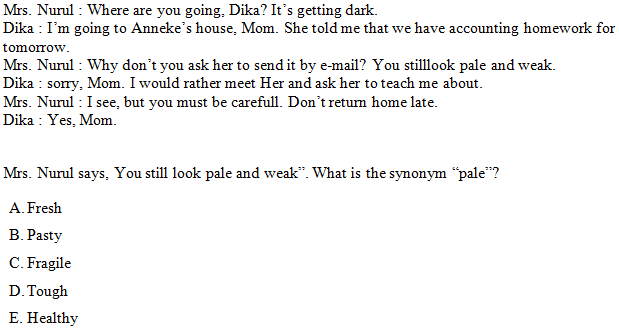 Mrs. Nurul : Where are you going, Dika? It's getting dark.
Dika : I'm going to Anneke's house, Mom. She told me that we have accounting homework for
tomorrow.
Mrs. Nurul : Why don't you ask her to send it by e-mail? You stilllook pale and weak.
Dika : sorry, Mom. I would rather meet Her and ask her to teach me about.
Mrs. Nurul : I see, but you must be carefull. Don't return home late.
Dika : Yes, Mom.
Mrs. Nurul says, You still look pale and weak”. What is the synonym “pale”?
A. Fresh
B. Pasty
C. Fragile
D. Tough
E. Healthy